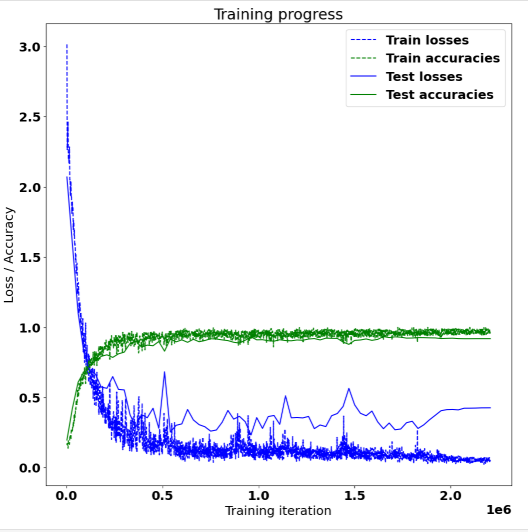 Training progress
Train losses
Train accuracies
Test losses
Test accuracies
Loss / Accuracy
3.0
2.5
2.0
1.5
1.0
0.5
0.0
0.0 0.5 1.0 1.5 2.0
1e6
Training iteration